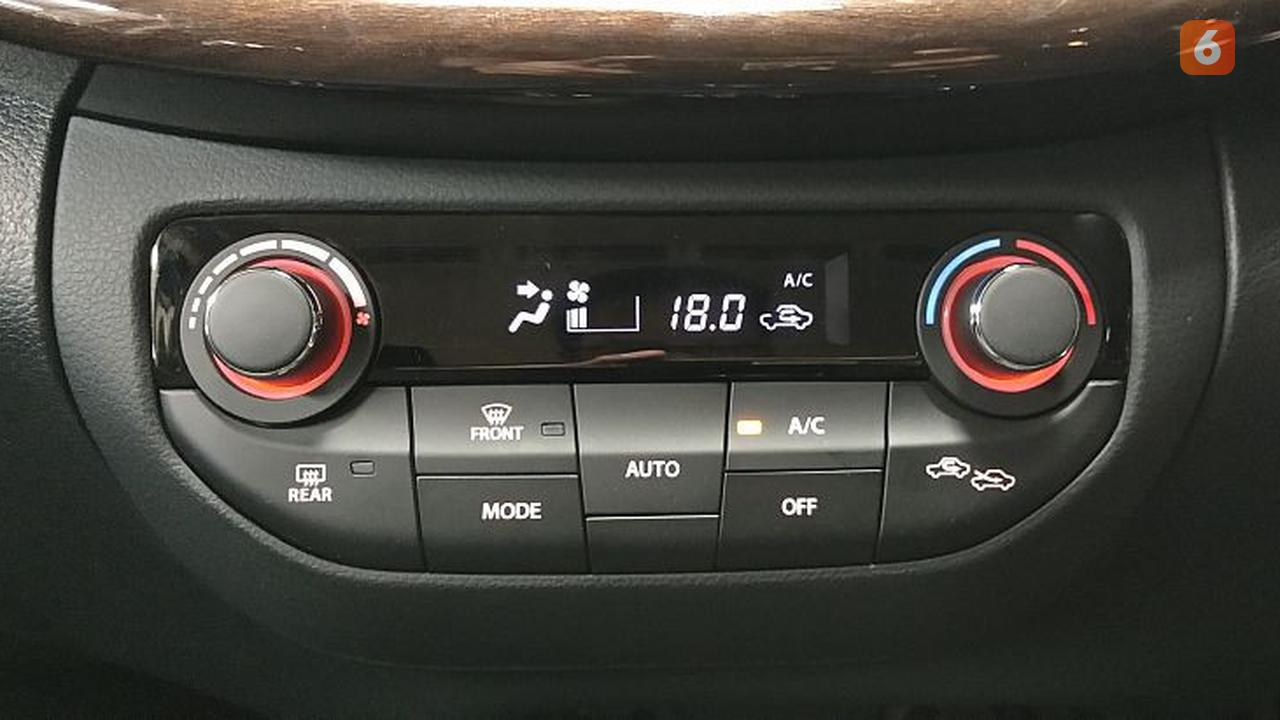 6
A/C
18.0
FRONT
A/C
AUTO
REAR
MODE
OFF